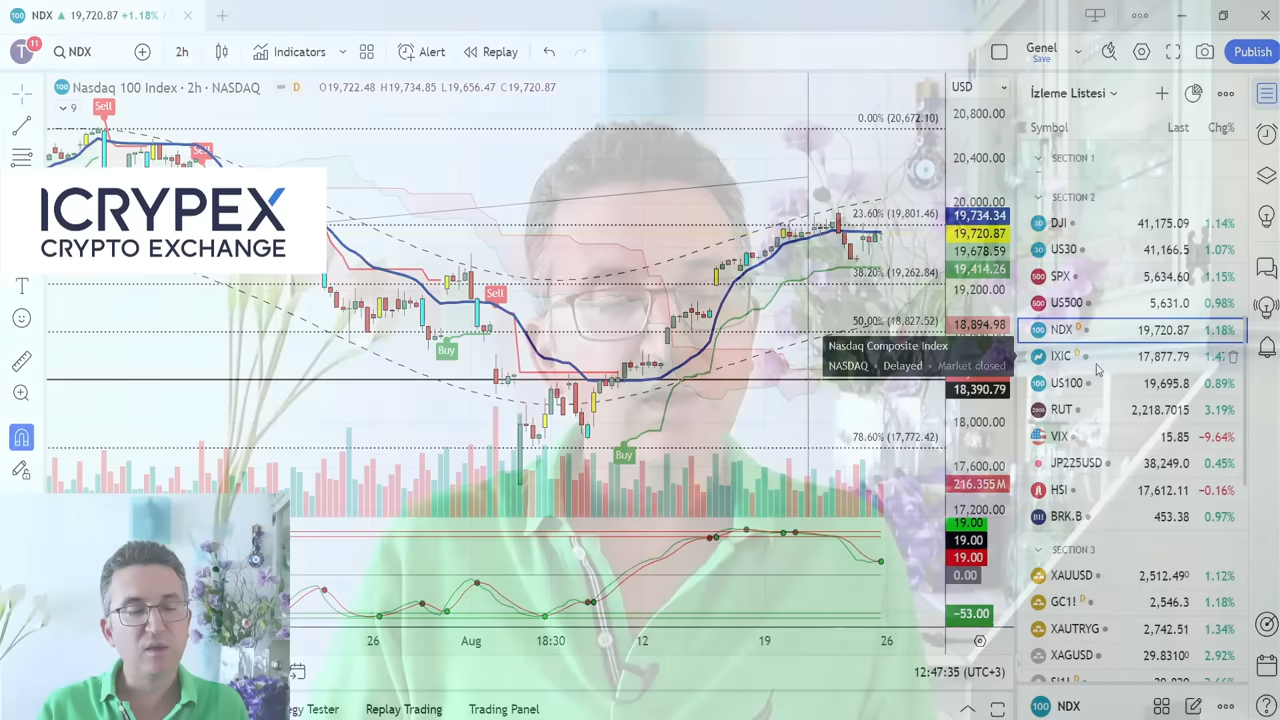 NDX ▲ 19,720.87 +1.18% /
T 11 NDX 2h Indicators Alert Replay Genel Save Publish
Nasdaq 100 Index · 2h · NASDAQ D O19,722.48 H19,734.85 L19,656.47 C19,720.87
9
Sell
Sell
ICRYPEX
CRYPTO EXCHANGE
Sell
Buy
Buy
0.00% (20,672.10)
23.60% (19,801.46)
38.20% (19,262.84)
50.00% (18,827.52)
78.60% (17,772.42)
Nasdaq Composite Index
NASDAQ • Delayed • Market closed
USD
20,800.00
20,400.00
20,000.00
19,734.34
19,720.87
19,678.59
19,414.26
19,200.00
18,894.98
18,390.79
18,000.00
17,600.00
216.355M
17,200.00
19.00
19.00
19.00
0.00
−53.00
26 Aug 18:30 12 19 26
12:47:35 (UTC+3)
gy Tester Replay Trading Trading Panel
İzleme Listesi
Symbol Last Chg%
SECTION 1
SECTION 2
DJI 41,175.09 1.14%
US30 41,166.5 1.07%
SPX 5,634.60 1.15%
US500 5,631.0 0.98%
NDX D 19,720.87 1.18%
IXIC D 17,877.79 1.47
US100 19,695.8 0.89%
RUT 2,218.7015 3.19%
VIX 15.85 −9.64%
JP225USD 38,249.0 0.45%
HSI 17,612.11 −0.16%
BRK.B 453.38 0.97%
SECTION 3
XAUUSD 2,512.490 1.12%
GC1! D 2,546.3 1.18%
XAUTRYG 2,742.51 1.34%
XAGUSD 29.8310 2.92%
NDX